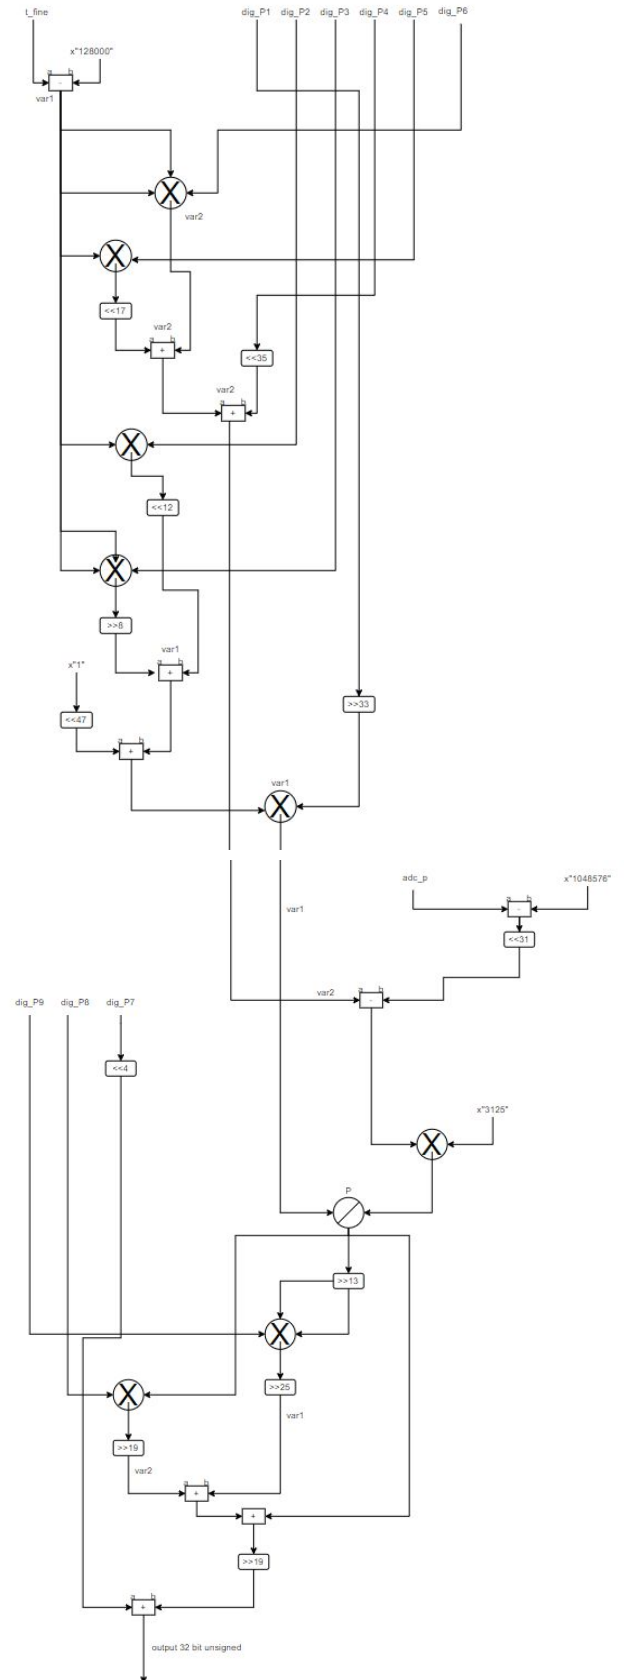 t_fine
dig_P1
dig_P2
dig_P3
dig_P4
dig_P5
dig_P6
x"128000"
a b
-
var1
X
var2
X
<<17
var2
a b
+
<<35
var2
a b
+
X
<<12
X
>>8
var1
a b
+
x"1"
<<47
a b
+
>>33
var1
X
adc_p
x"1048576"
a b
-
var1
<<31
var2
a b
-
dig_P9
dig_P8
dig_P7
<<4
x"3125"
X
P
>>13
X
>>25
X
var1
>>19
var2
a b
+
+
>>19
a b
+
output 32 bit unsigned